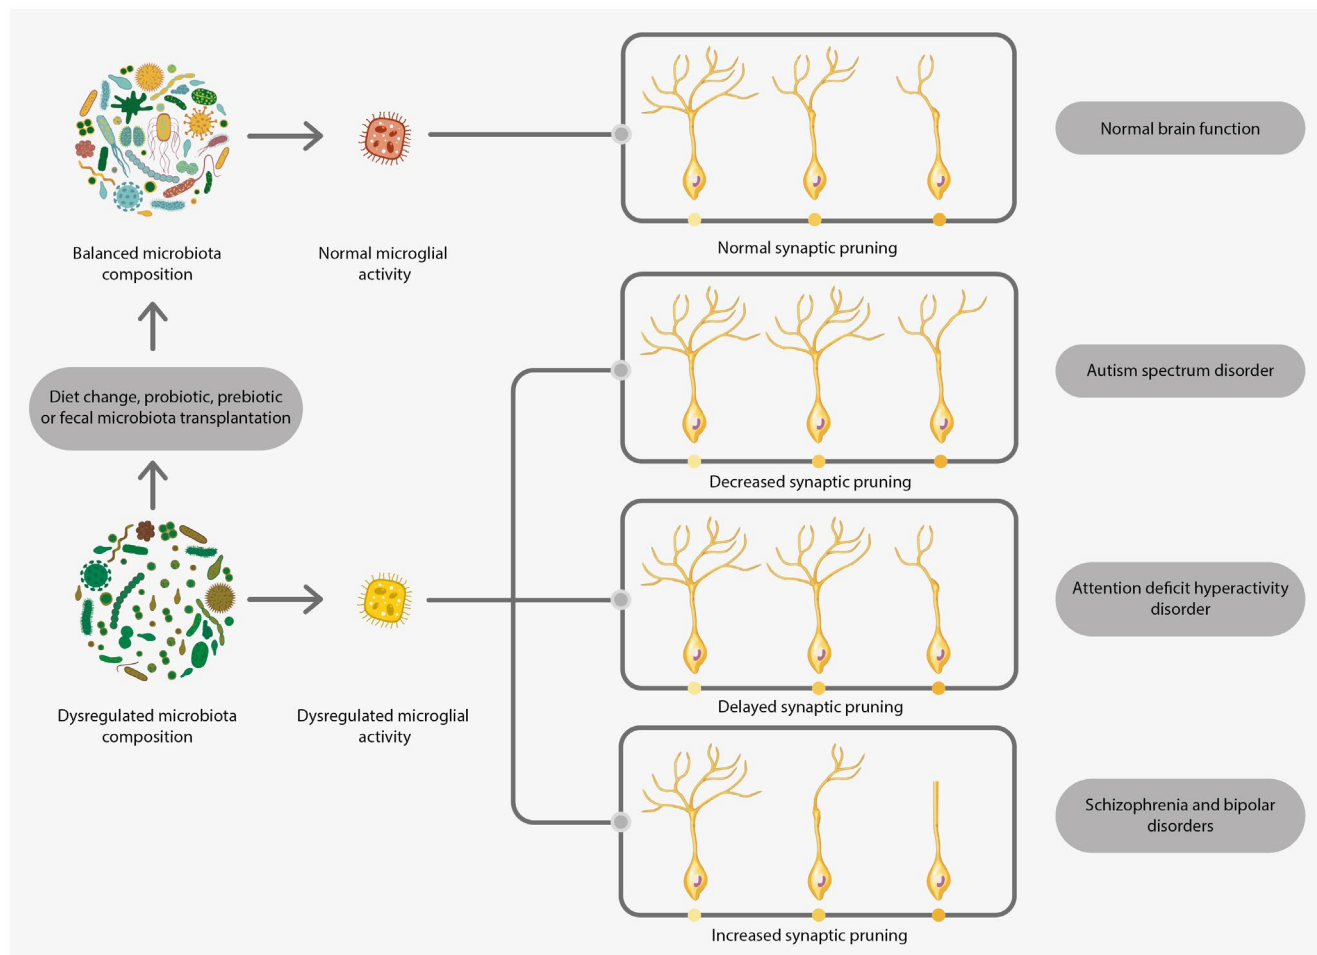 Normal brain function
Balanced microbiota
composition
Normal microglial
activity
Normal synaptic pruning
Diet change, probiotic, prebiotic
or fecal microbiota transplantation
Autism spectrum disorder
Decreased synaptic pruning
Attention deficit hyperactivity
disorder
Dysregulated microbiota
composition
Dysregulated microglial
activity
Delayed synaptic pruning
Schizophrenia and bipolar
disorders
Increased synaptic pruning